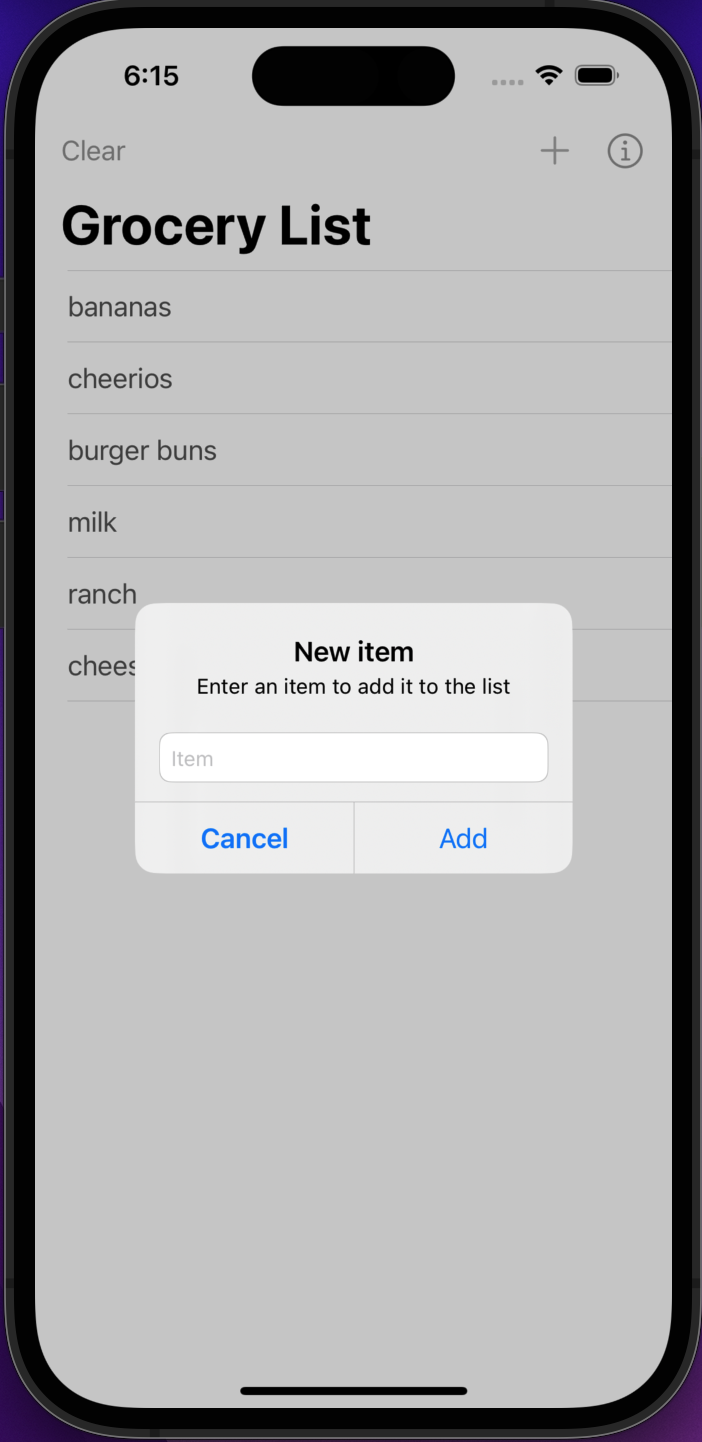 6:15
Clear
Grocery List
bananas
cheerios
burger buns
milk
ranch
New item
Enter an item to add it to the list
Item
Cancel
Add